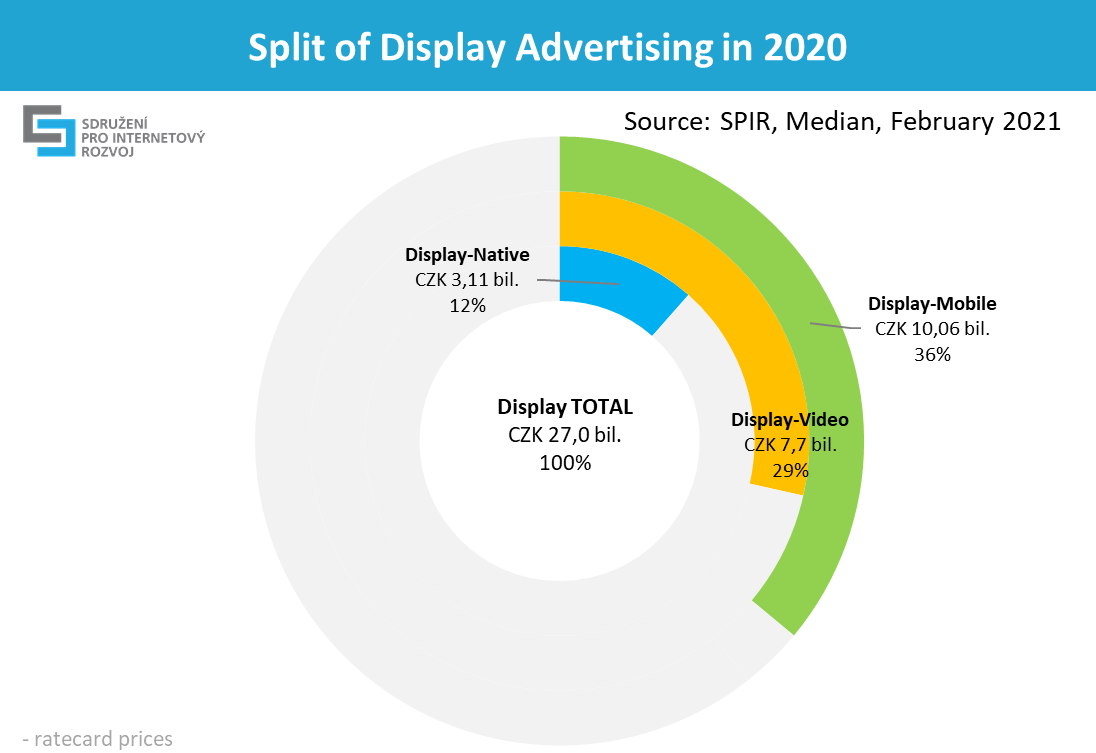 Split of Display Advertising in 2020
SDRUŽENÍ
PRO INTERNETOVÝ
ROZVOJ
Source: SPIR, Median, February 2021
Display-Native
CZK 3,11 bil.
12%
Display-Mobile
CZK 10,06 bil.
36%
Display TOTAL
CZK 27,0 bil.
100%
Display-Video
CZK 7,7 bil.
29%
- ratecard prices